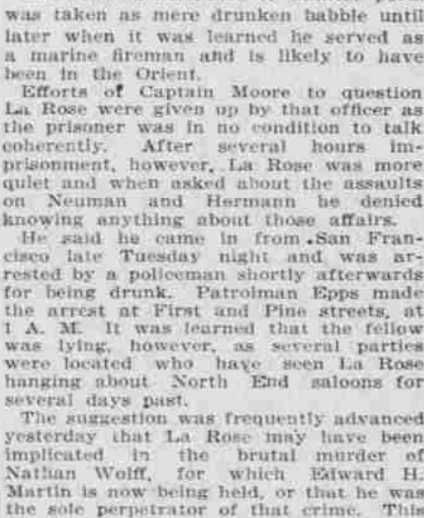 was taken as mere drunken babble until
later when it was learned he served as
a marine fireman and is likely to have
been in the Orient.
Efforts of Captain Moore to question
La Rose were given up by that officer as
the prisoner was in no condition to talk
coherently. After several hours im-
prisonment, however, La Rose was more
quiet and when asked about the assaults
on Neuman and Hermann he denied
knowing anything about those affairs.
He said he came in from San Fran-
cisco late Tuesday night and was ar-
rested by a policeman shortly afterwards
for being drunk. Patrolman Epps made
the arrest at First and Pine streets, at
1 A. M. It was learned that the fellow
was lying, however, as several parties
were located who have seen La Rose
hanging about North End saloons for
several days past.
The suggestion was frequently advanced
yesterday that La Rose may have been
implicated in the brutal murder of
Nathan Wolff, for which Edward H.
Martin is now being held, or that he was
the sole perpetrator of that crime. This